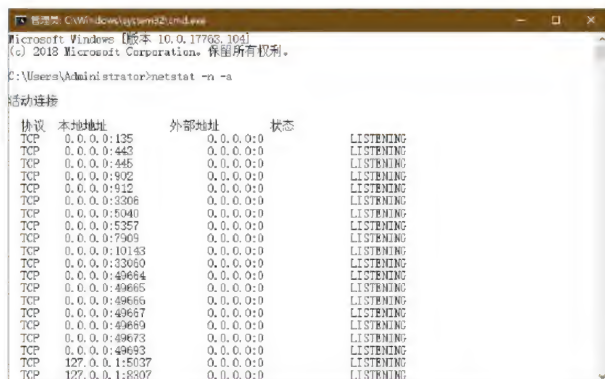 管理员: C:\Windows\system32\cmd.exe
Microsoft Windows [版本 10.0.17763.104]
(c) 2018 Microsoft Corporation。保留所有权利。
C:\Users\Administrator>netstat -n -a
活动连接
协议 本地地址 外部地址 状态
TCP 0.0.0.0:135 0.0.0.0:0 LISTENING
TCP 0.0.0.0:443 0.0.0.0:0 LISTENING
TCP 0.0.0.0:445 0.0.0.0:0 LISTENING
TCP 0.0.0.0:902 0.0.0.0:0 LISTENING
TCP 0.0.0.0:912 0.0.0.0:0 LISTENING
TCP 0.0.0.0:3306 0.0.0.0:0 LISTENING
TCP 0.0.0.0:5040 0.0.0.0:0 LISTENING
TCP 0.0.0.0:5357 0.0.0.0:0 LISTENING
TCP 0.0.0.0:7909 0.0.0.0:0 LISTENING
TCP 0.0.0.0:10143 0.0.0.0:0 LISTENING
TCP 0.0.0.0:33060 0.0.0.0:0 LISTENING
TCP 0.0.0.0:49664 0.0.0.0:0 LISTENING
TCP 0.0.0.0:49665 0.0.0.0:0 LISTENING
TCP 0.0.0.0:49666 0.0.0.0:0 LISTENING
TCP 0.0.0.0:49667 0.0.0.0:0 LISTENING
TCP 0.0.0.0:49669 0.0.0.0:0 LISTENING
TCP 0.0.0.0:49673 0.0.0.0:0 LISTENING
TCP 0.0.0.0:49693 0.0.0.0:0 LISTENING
TCP 127.0.0.1:5037 0.0.0.0:0 LISTENING
TCP 127.0.0.1:8307 0.0.0.0:0 LISTENING